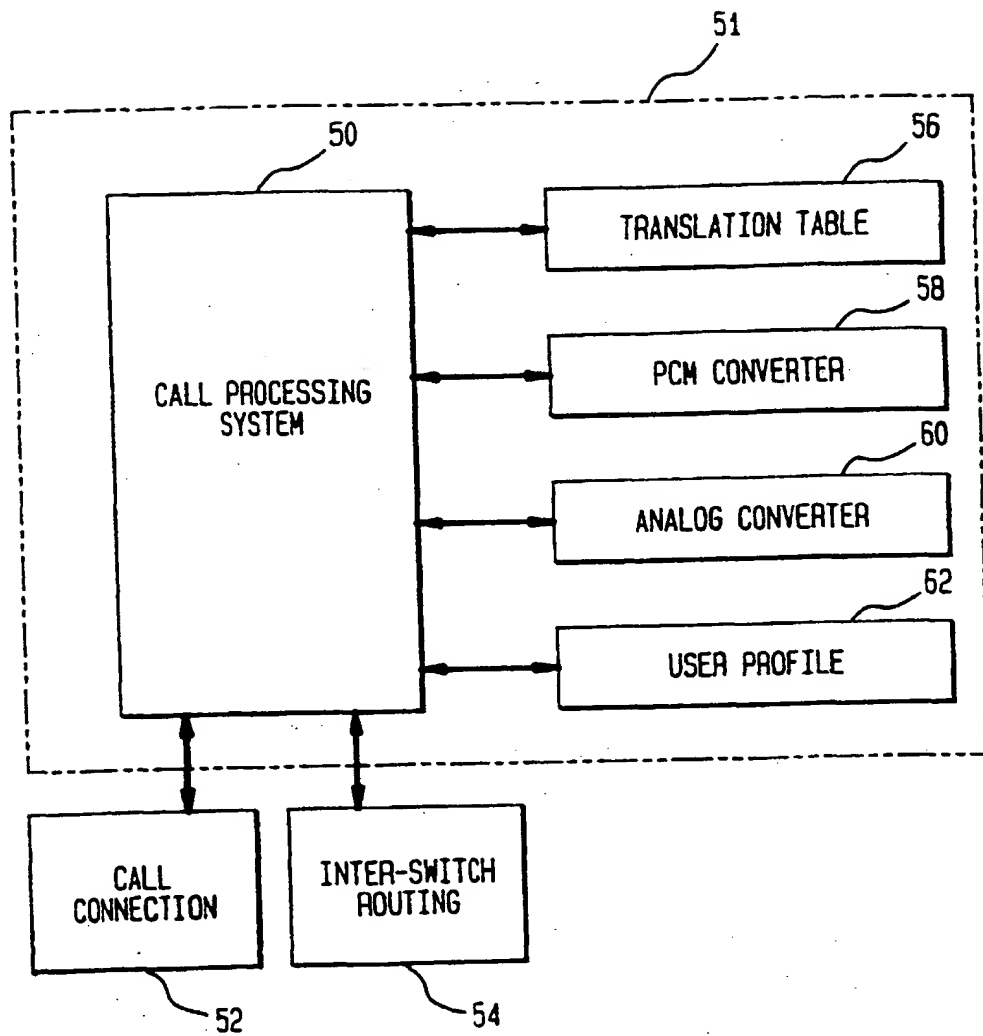 51
50
56
TRANSLATION TABLE
58
CALL PROCESSING
SYSTEM
PCM CONVERTER
60
ANALOG CONVERTER
62
USER PROFILE
CALL
CONNECTION
INTER-SWITCH
ROUTING
52
54